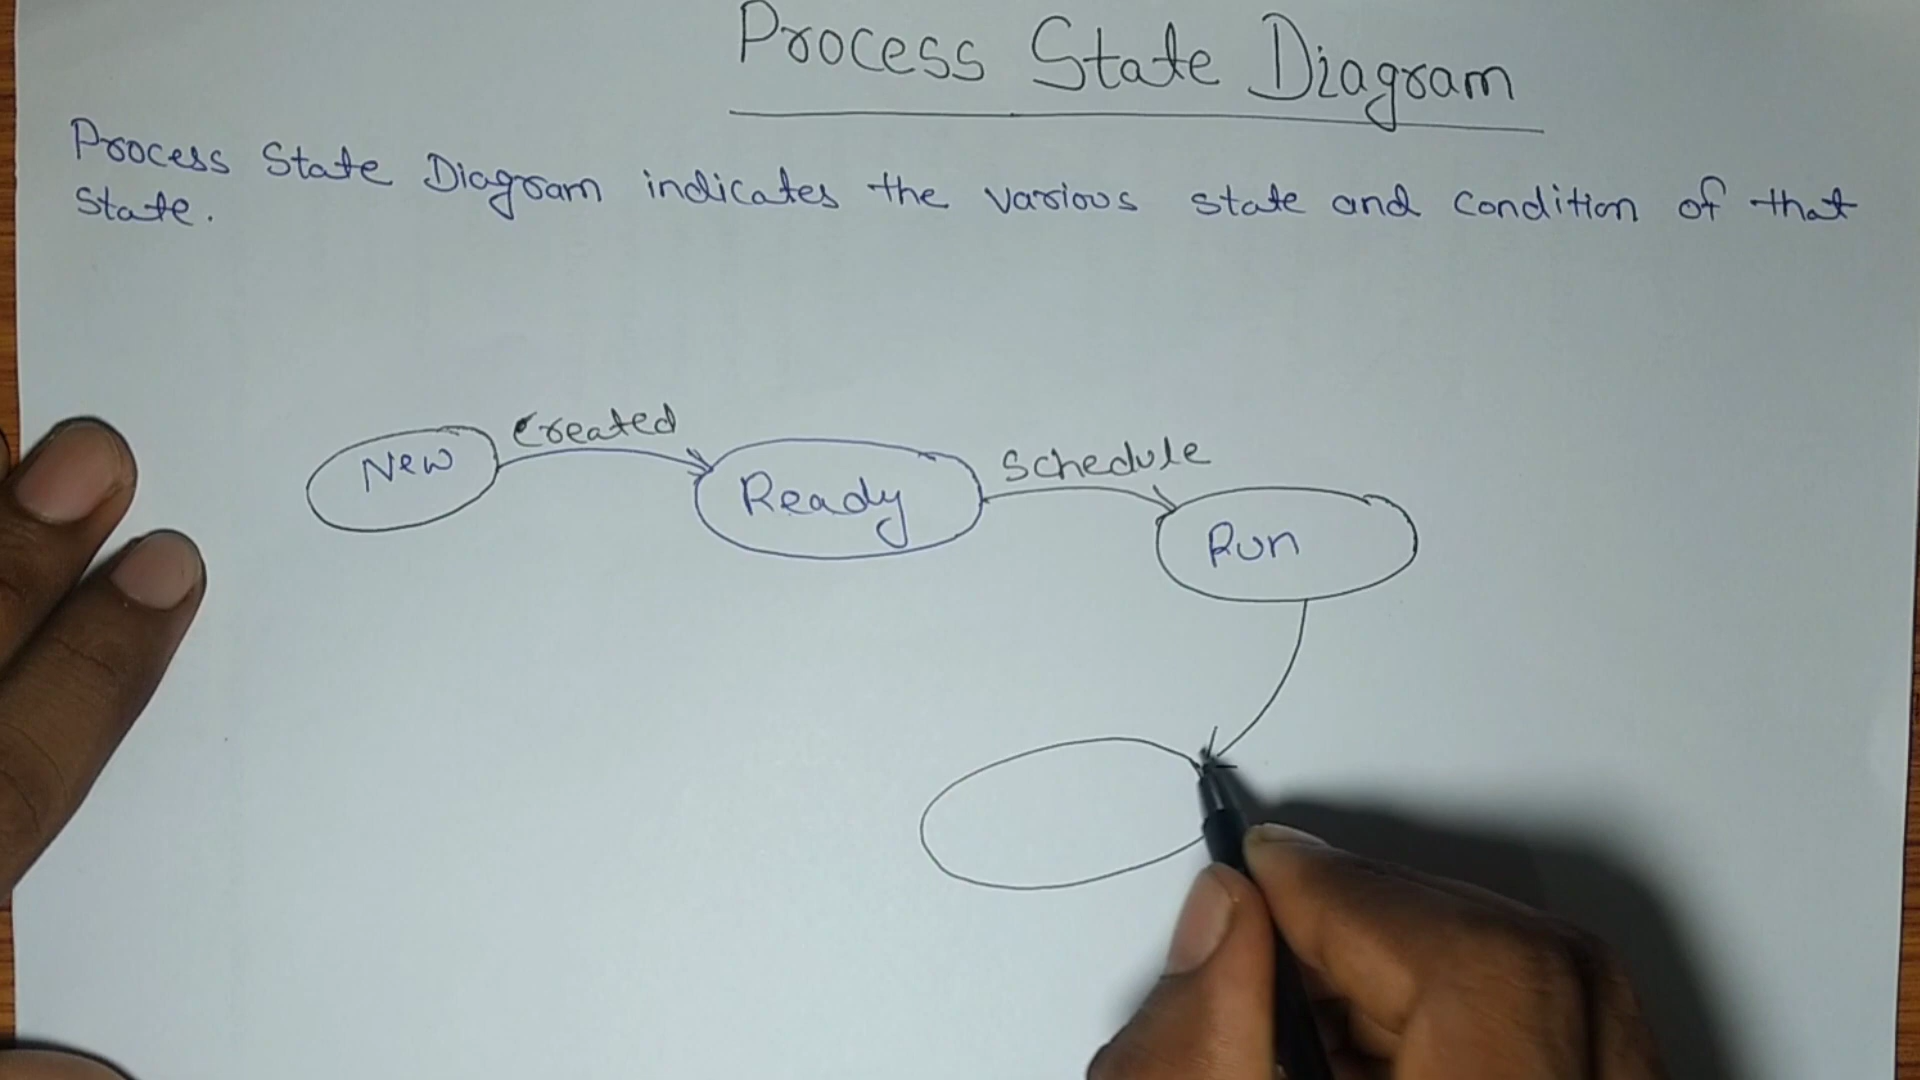 Process State Diagram
Process State Diagram indicates the various state and condition of that
state.
Created
New
Schedule
Ready
Run